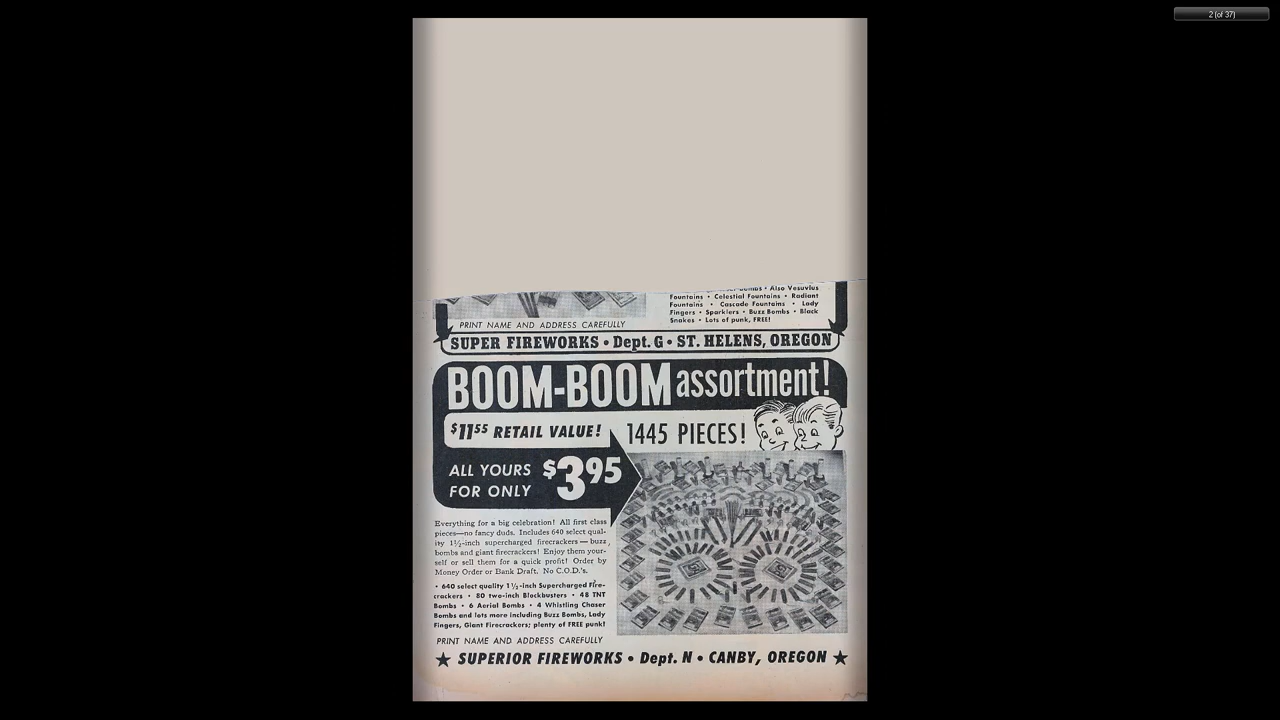 2 (of 37)
Bombs • Also Vesuvius
Fountains • Celestial Fountains • Radiant
Fountains • Cascade Fountains • Lady
Fingers • Sparklers • Buzz Bombs • Black
Snakes • Lots of punk, FREE!
PRINT NAME AND ADDRESS CAREFULLY
SUPER FIREWORKS • Dept. G • ST. HELENS, OREGON
BOOM-BOOM assortment!
$11.55 RETAIL VALUE!
1445 PIECES!
ALL YOURS
FOR ONLY
$3.95
Everything for a big celebration! All first class
pieces—no fancy duds. Includes 640 select qual-
ity 1½-inch supercharged firecrackers — buzz
bombs and giant firecrackers! Enjoy them your-
self or sell them for a quick profit! Order by
Money Order or Bank Draft. No C.O.D.'s.
• 640 select quality 1½-inch Supercharged Fire-
crackers • 80 two-inch Blockbusters • 48 TNT
Bombs • 6 Aerial Bombs • 4 Whistling Chaser
Bombs and lots more including Buzz Bombs, Lady
Fingers, Giant Firecrackers; plenty of FREE punk!
PRINT NAME AND ADDRESS CAREFULLY
★ SUPERIOR FIREWORKS • Dept. N • CANBY, OREGON ★